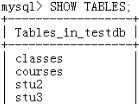 mysql> SHOW TABLES;
+------------------+
| Tables_in_testdb |
+------------------+
| classes
| courses
| stu2
| stu3